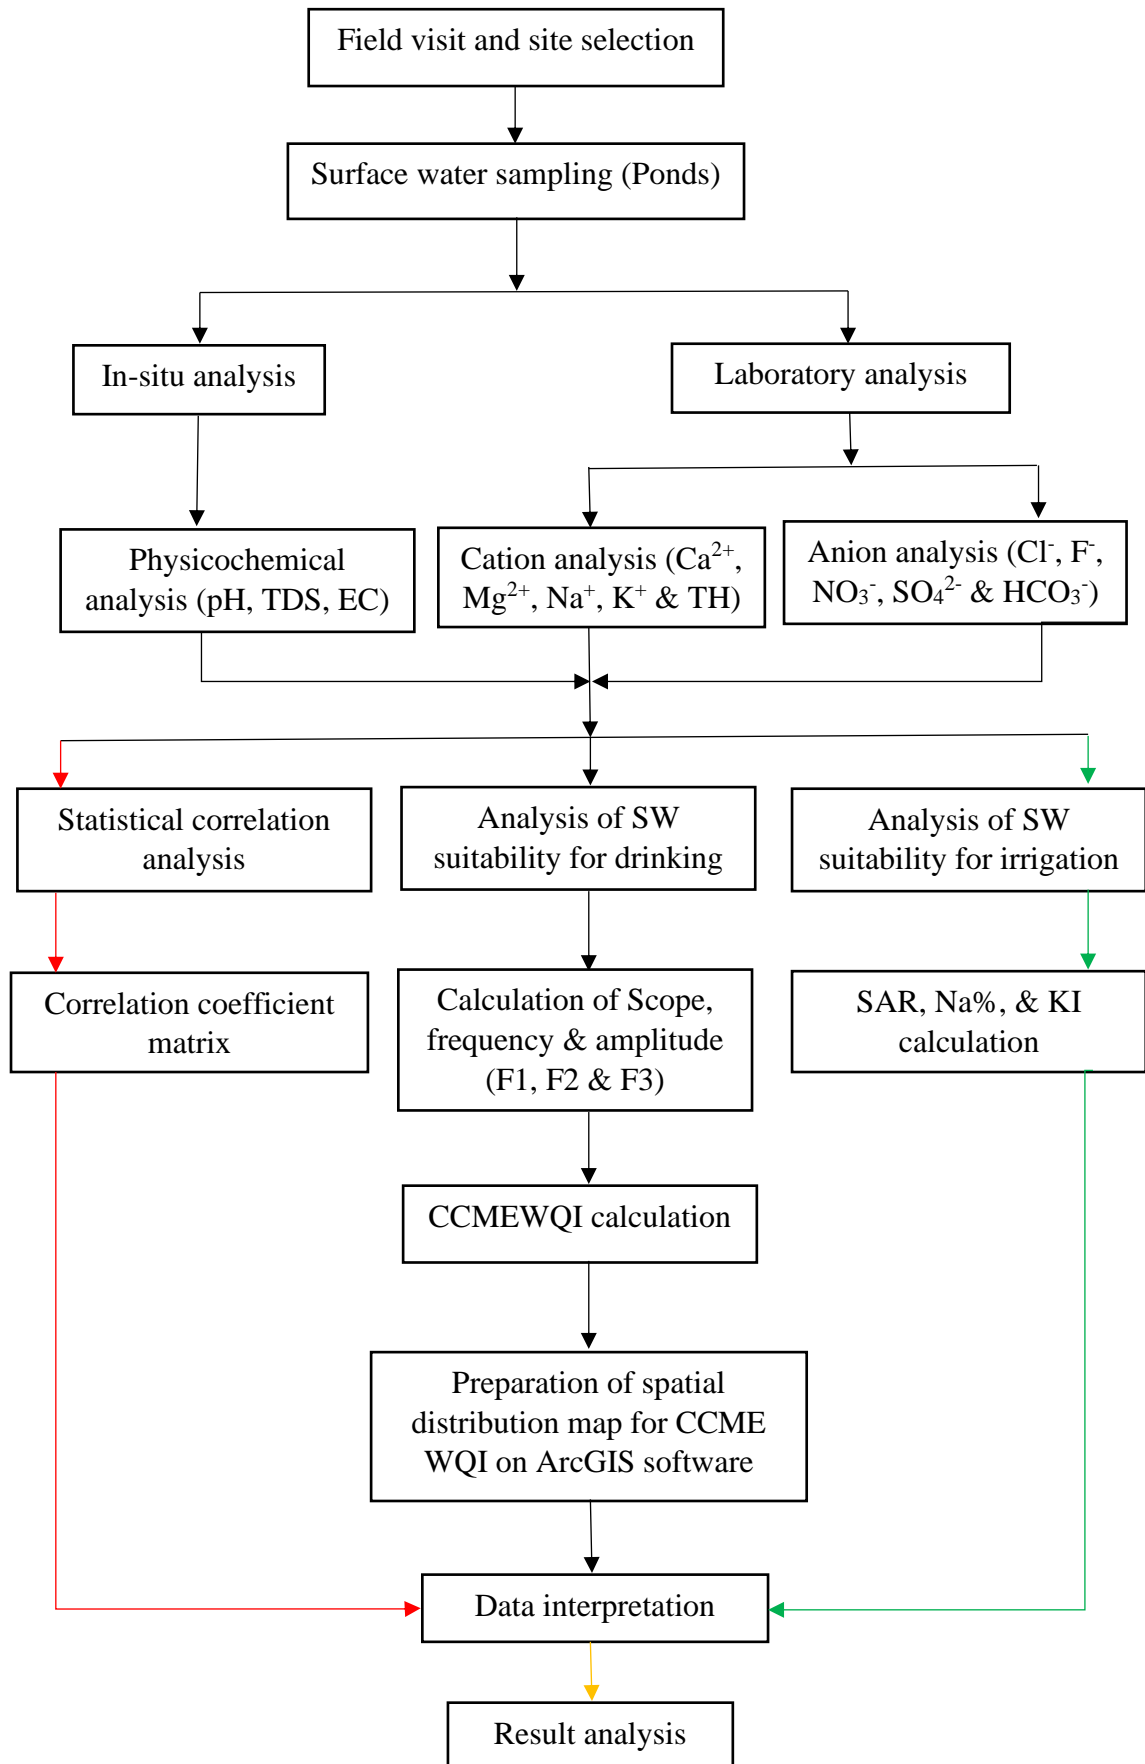 Field visit and site selection
Surface water sampling (Ponds)
In-situ analysis
Laboratory analysis
Physicochemical
analysis (pH, TDS, EC)
Cation analysis (Ca²⁺,
Mg²⁺, Na⁺, K⁺ & TH)
Anion analysis (Cl⁻, F⁻,
NO₃⁻, SO₄²⁻ & HCO₃⁻)
Statistical correlation
analysis
Analysis of SW
suitability for drinking
Analysis of SW
suitability for irrigation
Correlation coefficient
matrix
Calculation of Scope,
frequency & amplitude
(F1, F2 & F3)
SAR, Na%, & KI
calculation
CCMEWQI calculation
Preparation of spatial
distribution map for CCME
WQI on ArcGIS software
Data interpretation
Result analysis